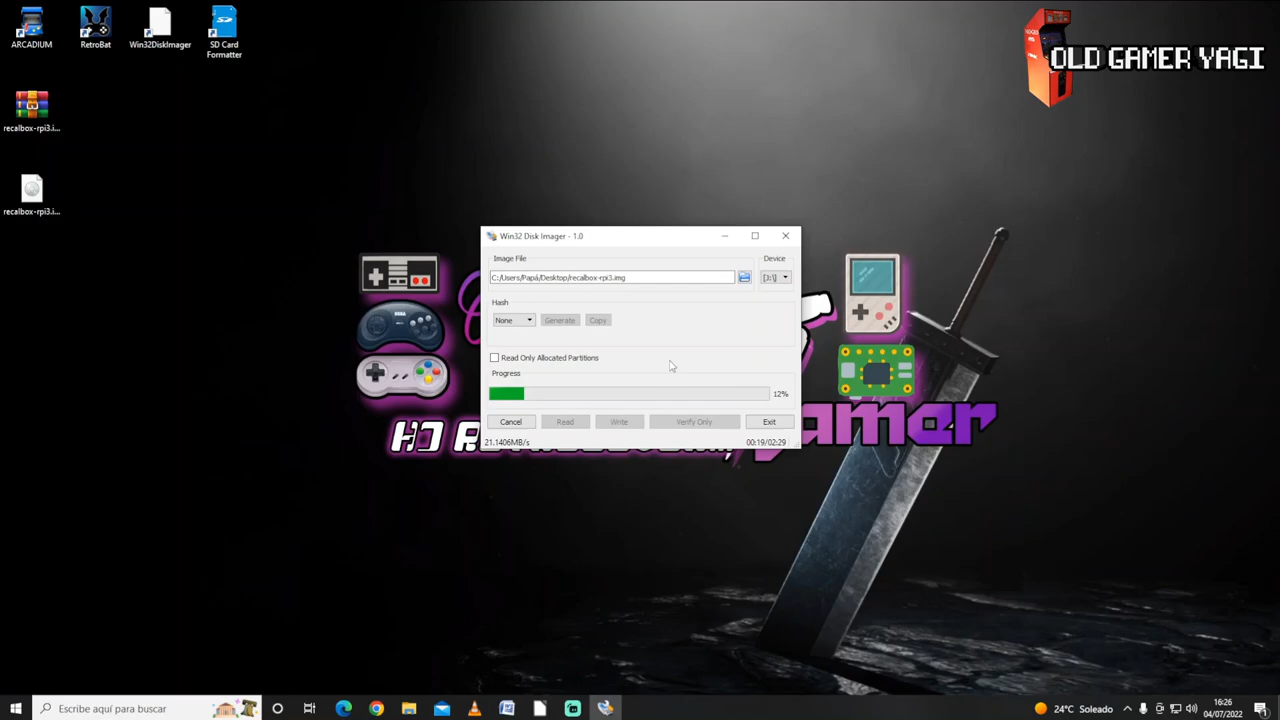 ARCADIUM
RetroBat
Win32DiskImager
SD Card
Formatter
recalbox-rpi3.i...
recalbox-rpi3.i...
OLD GAMER YAGI
Win32 Disk Imager - 1.0
Image File
Device
C:/Users/Papá/Desktop/recalbox-rpi3.img
[J:\]
Hash
None
Generate
Copy
Read Only Allocated Partitions
Progress
12%
Cancel
Read
Write
Verify Only
Exit
21.1406MB/s
00:19/02:29
Escribe aquí para buscar
24°C Soleado
16:26
04/07/2022
1